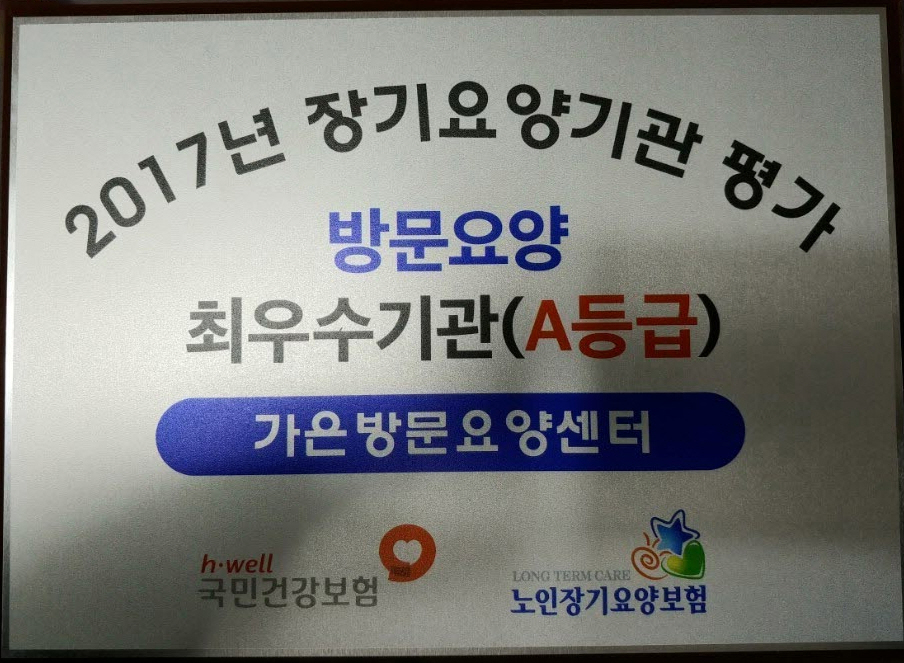 2017년 장기요양기관 평가
방문요양
최우수기관(A등급)
가은방문요양센터
h·well
국민건강보험
LONG TERM CARE
노인장기요양보험